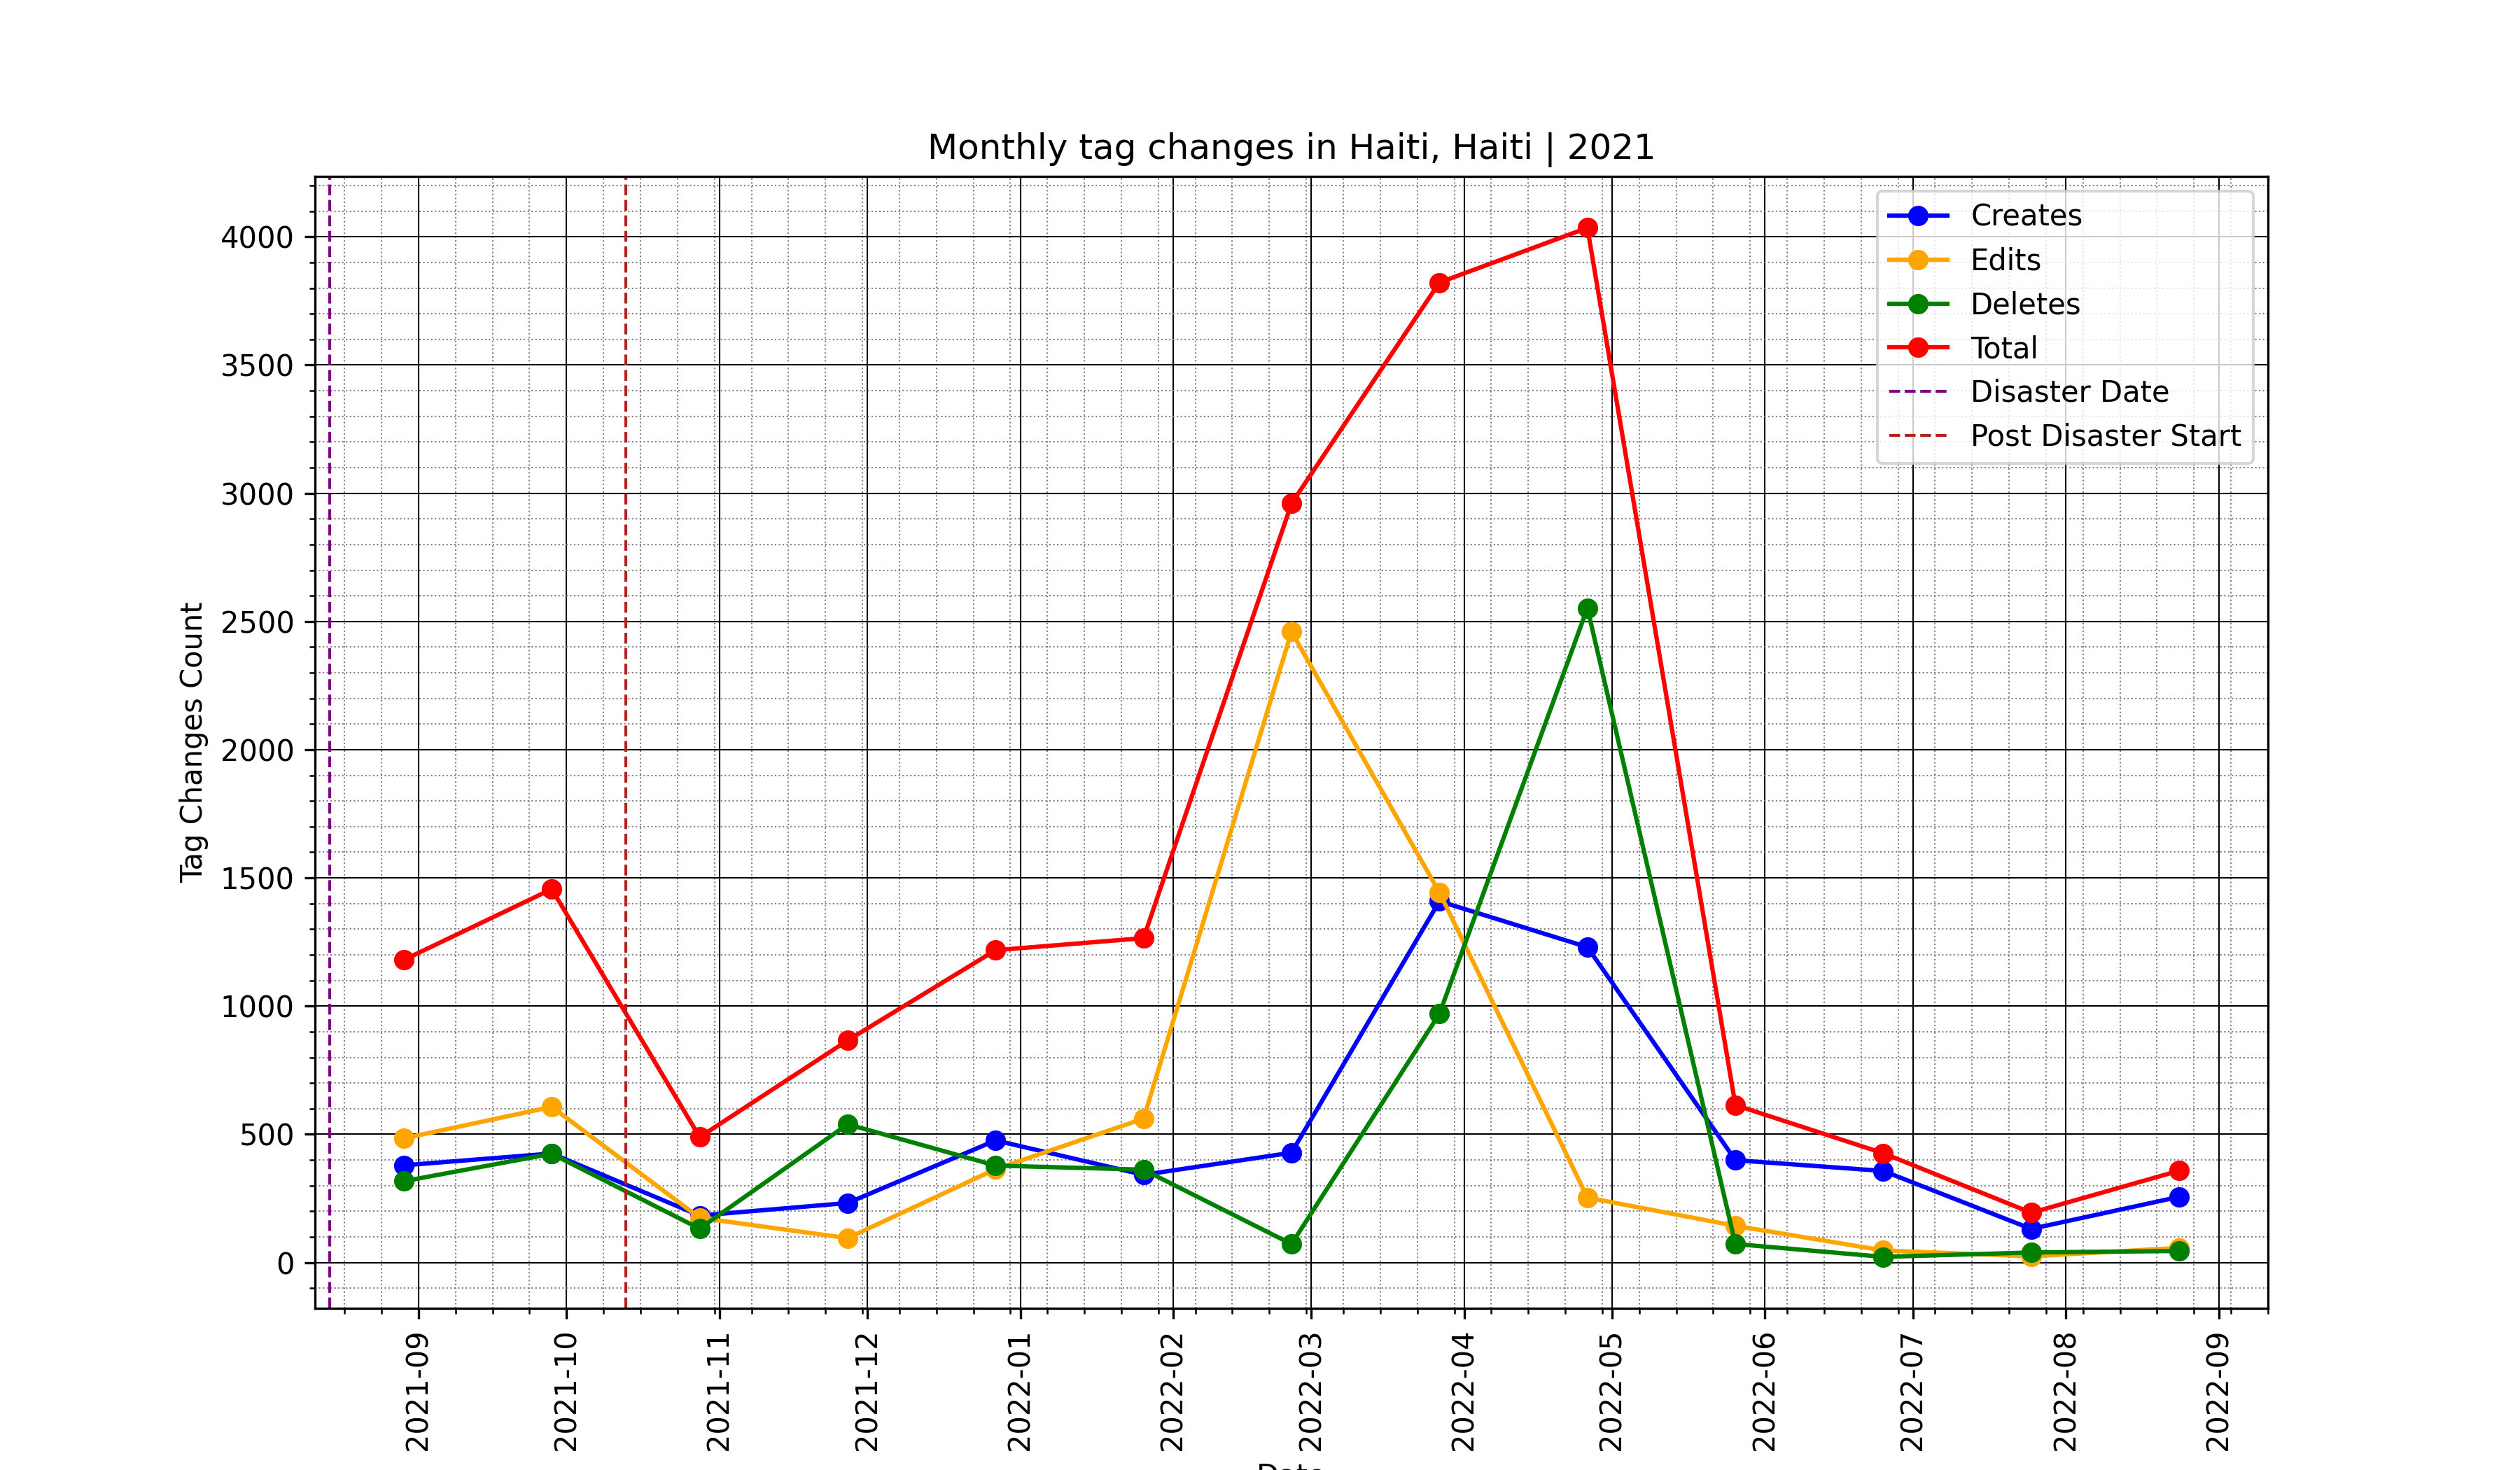 Monthly tag changes in Haiti, Haiti | 2021
Creates
Edits
Deletes
Total
Disaster Date
Post Disaster Start
Tag Changes Count
4000
3500
3000
2500
2000
1500
1000
500
0
2021-09
2021-10
2021-11
2021-12
2022-01
2022-02
2022-03
2022-04
2022-05
2022-06
2022-07
2022-08
2022-09
Date